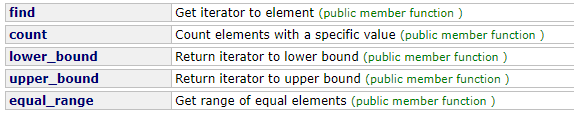 find Get iterator to element (public member function )
count Count elements with a specific value (public member function )
lower_bound Return iterator to lower bound (public member function )
upper_bound Return iterator to upper bound (public member function )
equal_range Get range of equal elements (public member function )